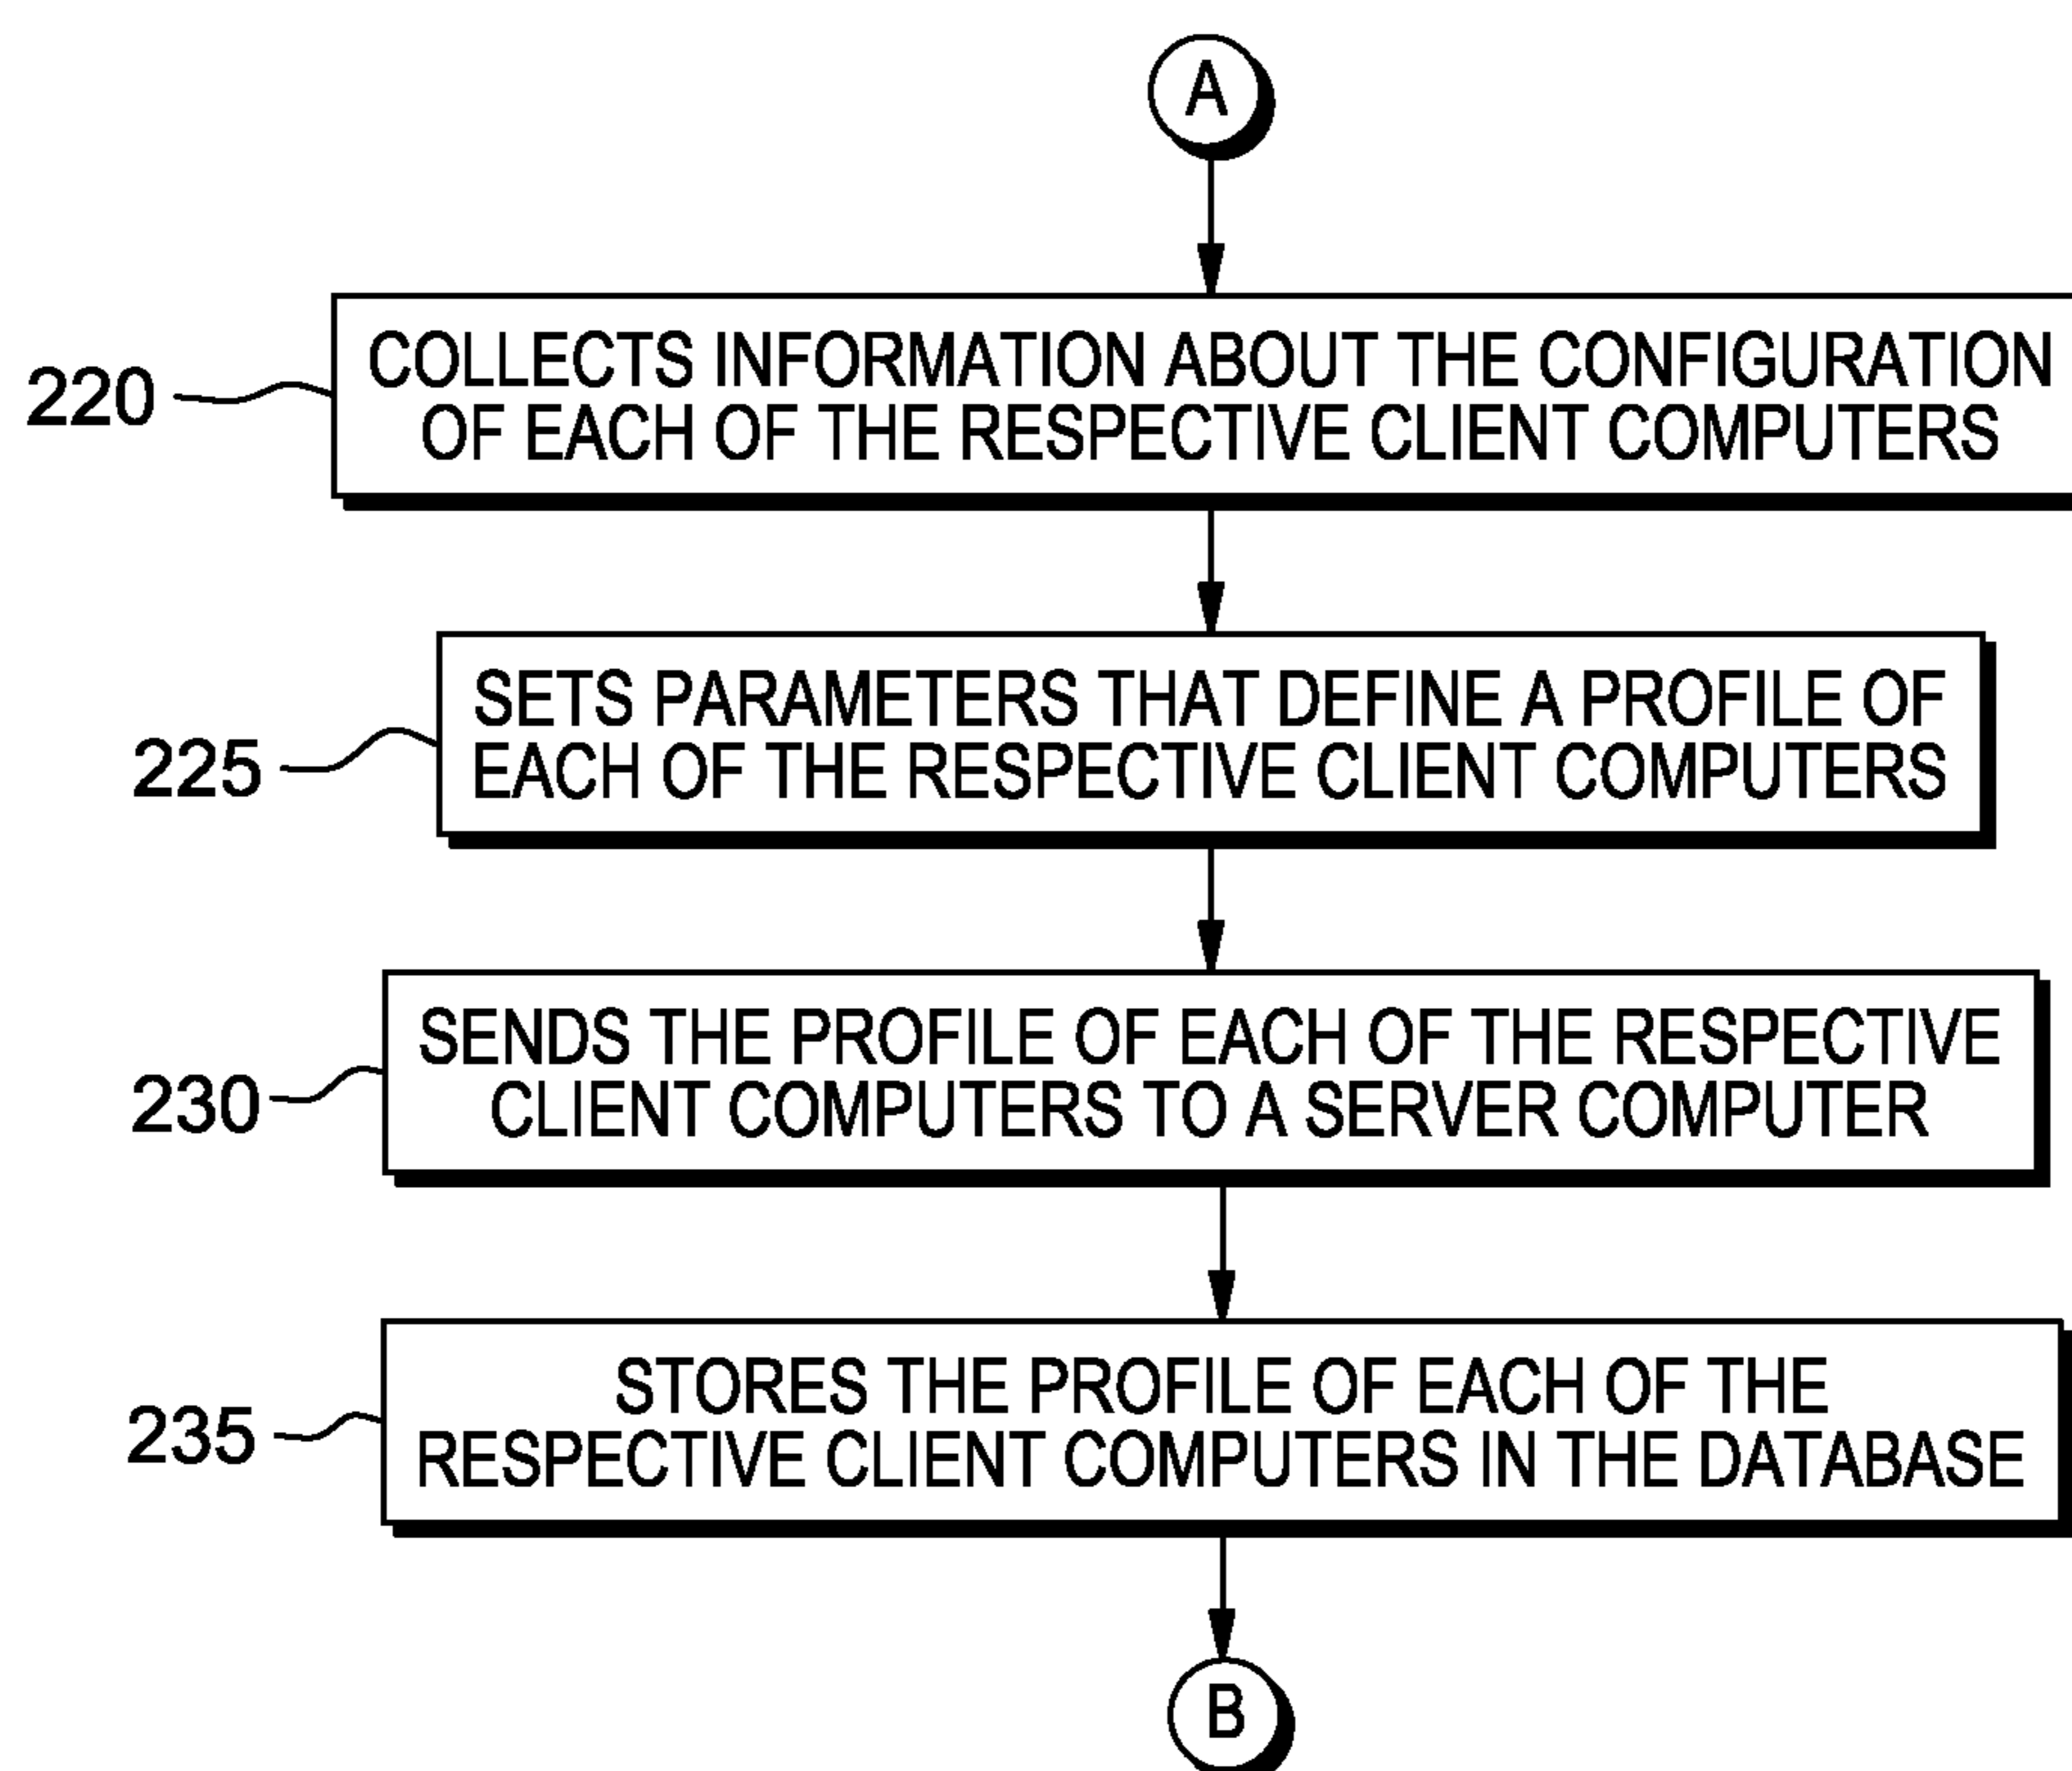 A
COLLECTS INFORMATION ABOUT THE CONFIGURATION
OF EACH OF THE RESPECTIVE CLIENT COMPUTERS
220
SETS PARAMETERS THAT DEFINE A PROFILE OF
EACH OF THE RESPECTIVE CLIENT COMPUTERS
225
SENDS THE PROFILE OF EACH OF THE RESPECTIVE
CLIENT COMPUTERS TO A SERVER COMPUTER
230
STORES THE PROFILE OF EACH OF THE
RESPECTIVE CLIENT COMPUTERS IN THE DATABASE
235
B